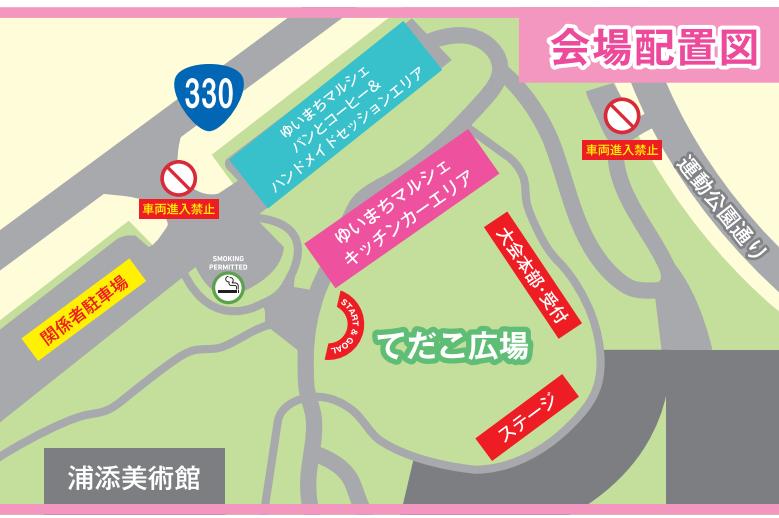 会場配置図
330
ゆいまちマルシェ
パンとコーヒー＆
ハンドメイドセッションエリア
車両進入禁止
車両進入禁止
運動公園通り
ゆいまちマルシェ
キッチンカーエリア
大会本部・受付
SMOKING
PERMITTED
関係者駐車場
START & GOAL
てだこ広場
ステージ
浦添美術館